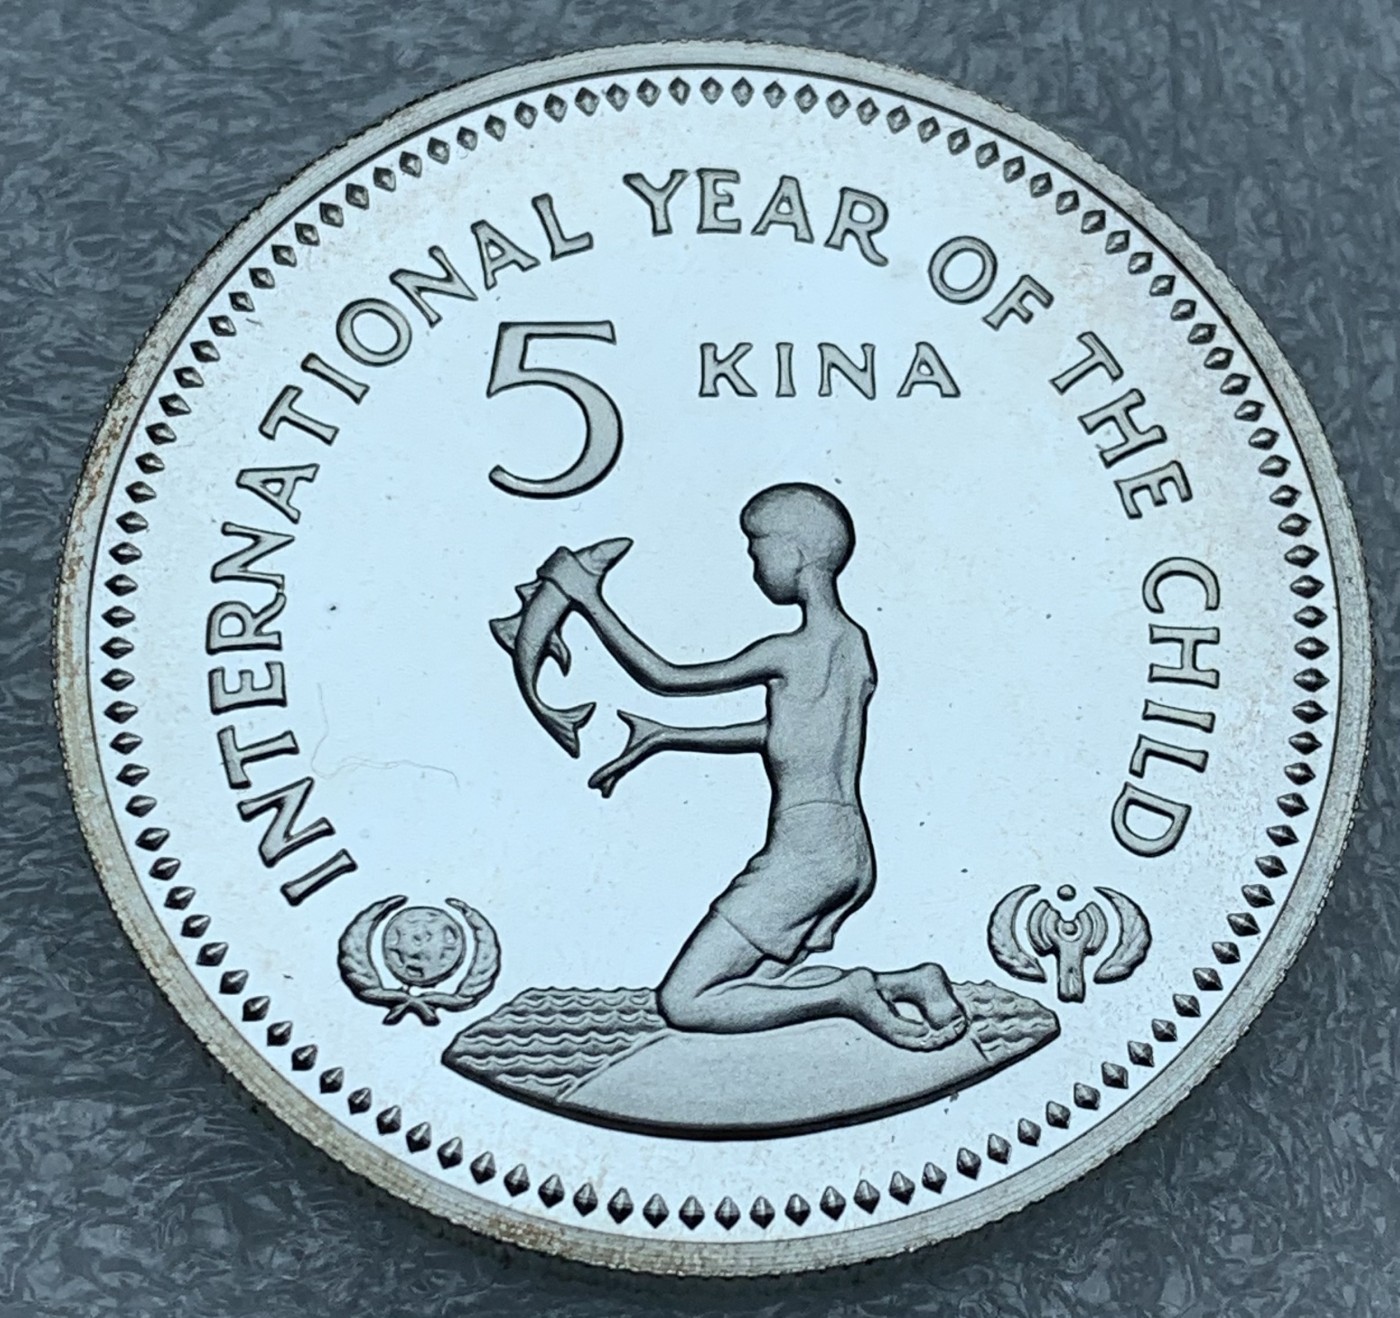 INTERNATIONAL YEAR OF THE CHILD
5 KINA